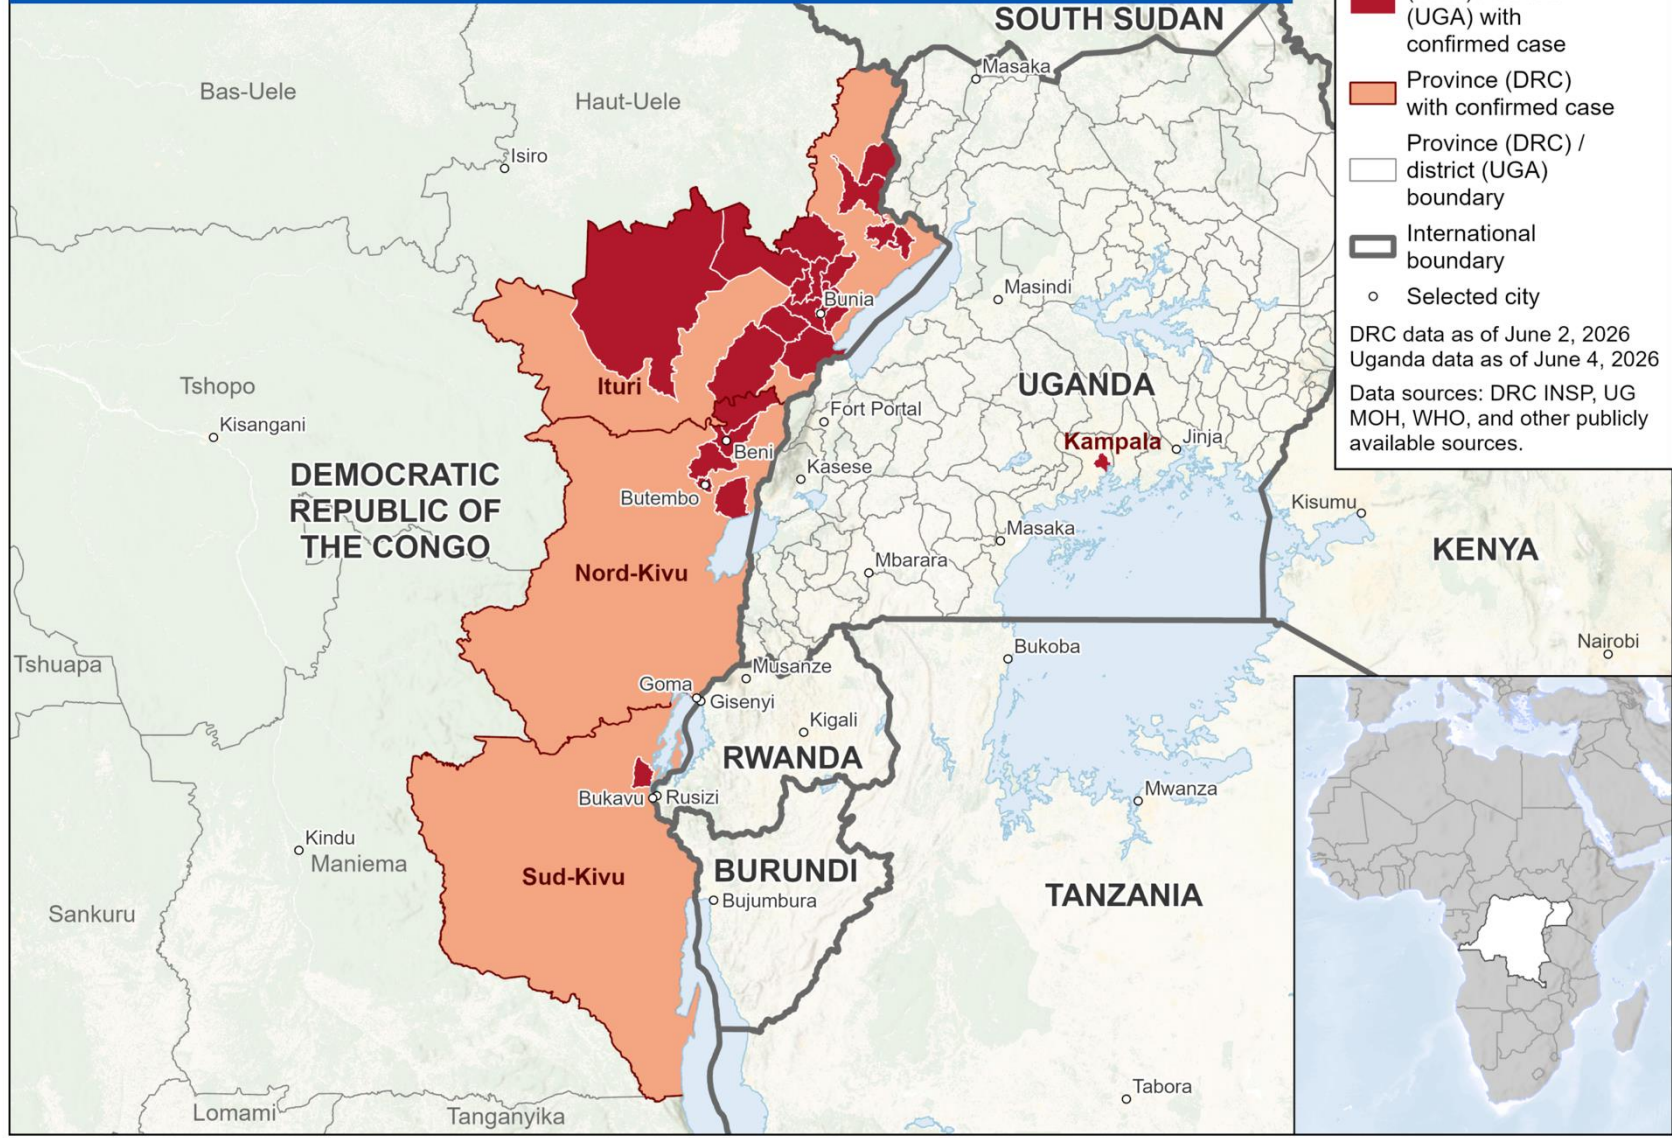 SOUTH SUDAN
(UGA) with
confirmed case
Province (DRC)
with confirmed case
Province (DRC) /
district (UGA)
boundary
International
boundary
Selected city
DRC data as of June 2, 2026
Uganda data as of June 4, 2026
Data sources: DRC INSP, UG
MOH, WHO, and other publicly
available sources.
Masaka
Bas-Uele
Haut-Uele
Isiro
Masindi
Bunia
Tshopo
Ituri
UGANDA
Fort Portal
Kisangani
Kampala
Jinja
Beni
Kasese
DEMOCRATIC
REPUBLIC OF
THE CONGO
Butembo
Kisumu
Masaka
KENYA
Mbarara
Nord-Kivu
Bukoba
Nairobi
Tshuapa
Musanze
Goma
Gisenyi
Kigali
RWANDA
Bukavu
Rusizi
Mwanza
Kindu
Maniema
BURUNDI
Sud-Kivu
TANZANIA
Bujumbura
Sankuru
Tabora
Lomami
Tanganyika